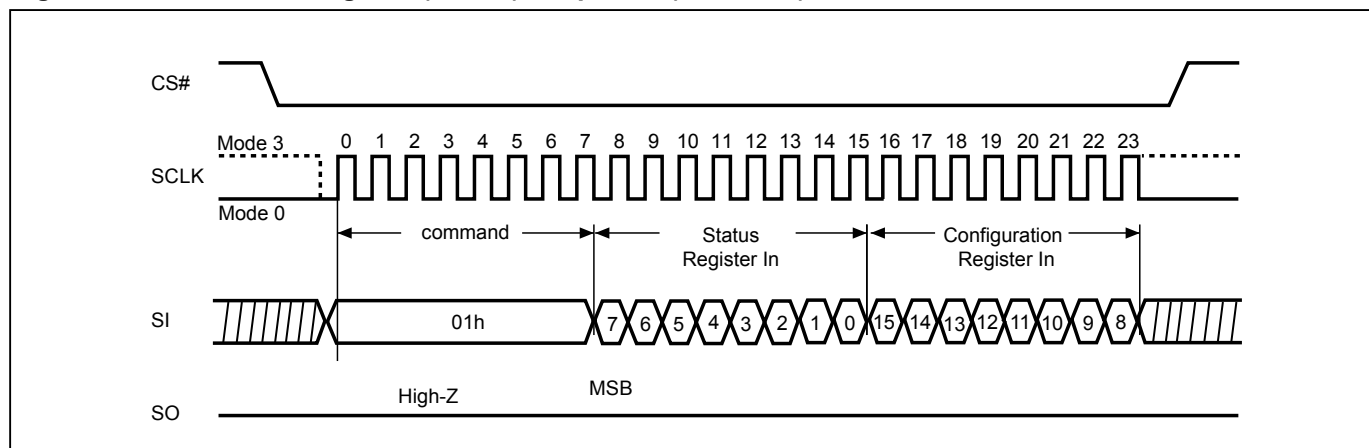 CS#
Mode 3
0 1 2 3 4 5 6 7 8 9 10 11 12 13 14 15 16 17 18 19 20 21 22 23
SCLK
Mode 0
command
Status
Register In
Configuration
Register In
SI
01h
7 6 5 4 3 2 1 0 15 14 13 12 11 10 9 8
High-Z
MSB
SO